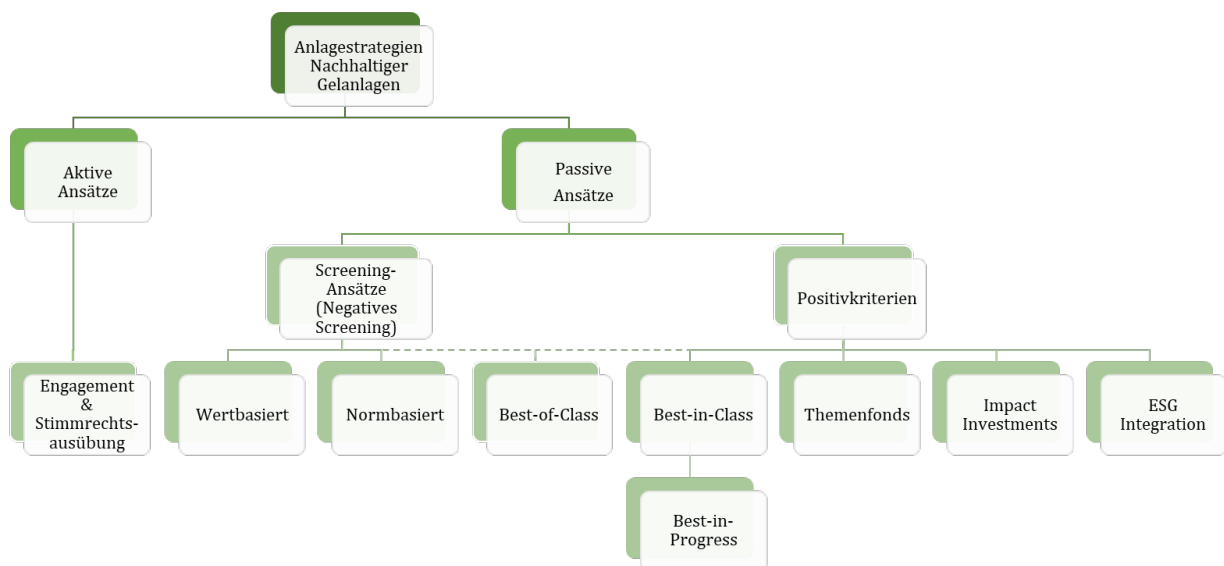 Anlagestrategien
Nachhaltiger
Gelanlagen
Aktive
Ansätze
Passive
Ansätze
Screening-
Ansätze
(Negatives
Screening)
Positivkriterien
Engagement
&
Stimmrechts-
ausübung
Wertbasiert
Normbasiert
Best-of-Class
Best-in-Class
Themenfonds
Impact
Investments
ESG
Integration
Best-in-
Progress